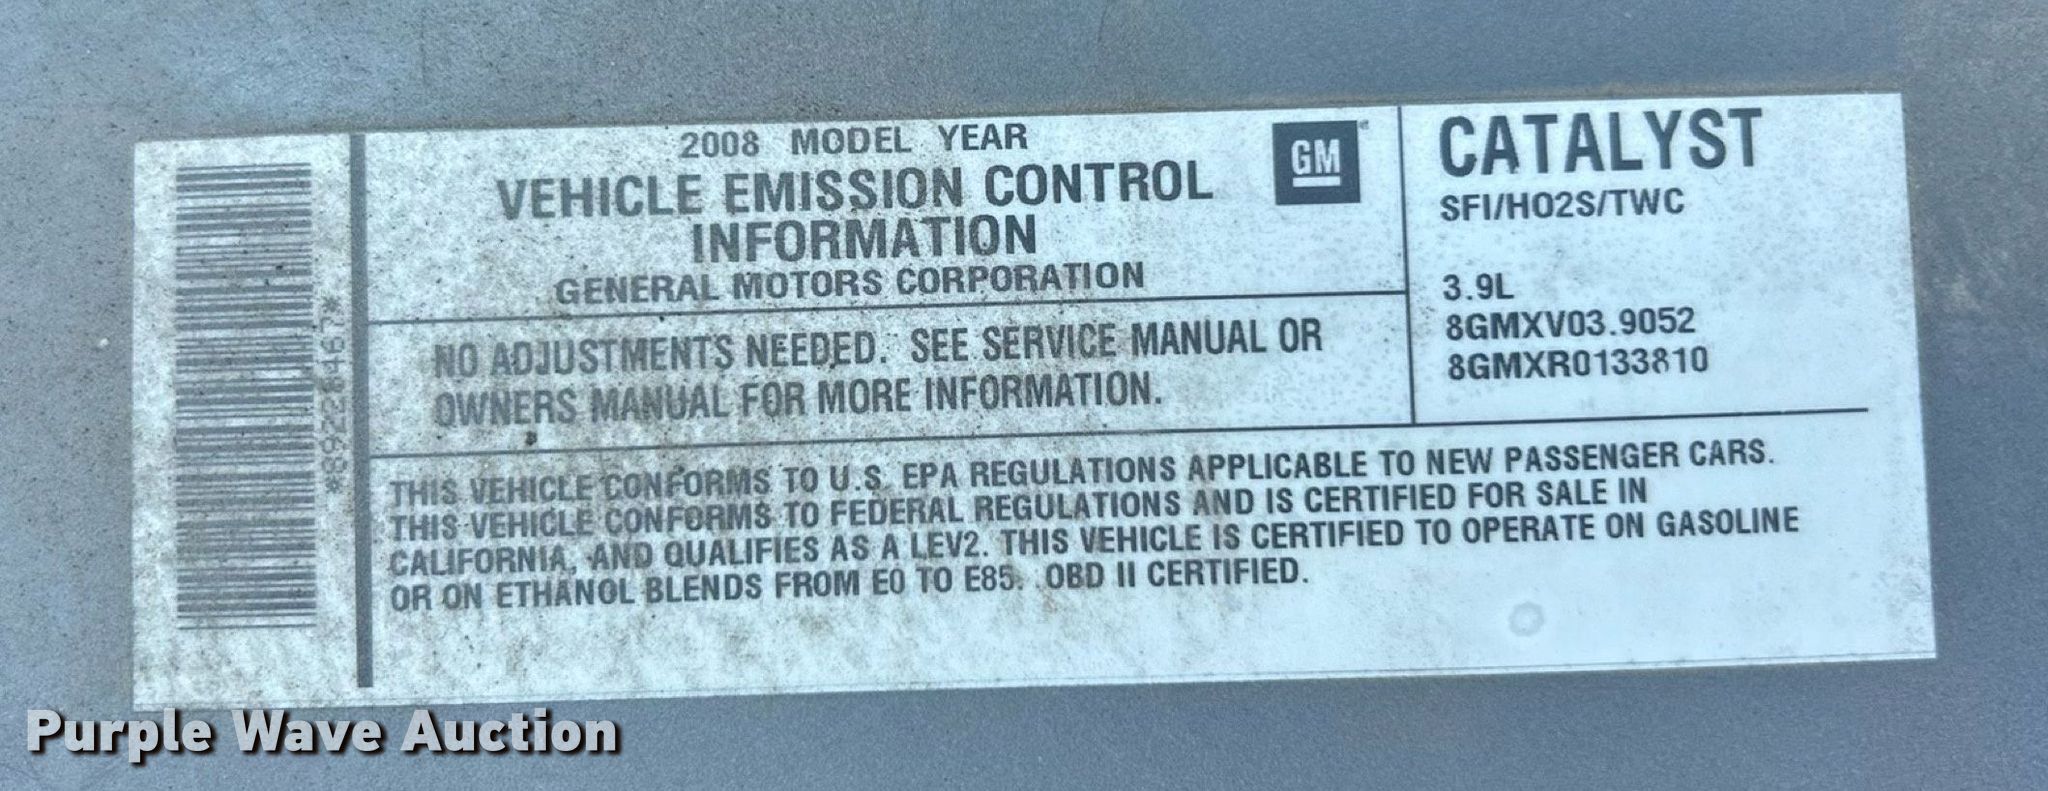 2008 MODEL YEAR
VEHICLE EMISSION CONTROL
INFORMATION
GENERAL MOTORS CORPORATION
GM
NO ADJUSTMENTS NEEDED. SEE SERVICE MANUAL OR
OWNERS MANUAL FOR MORE INFORMATION.
CATALYST
SFI/HO2S/TWC
3.9L
8GMXV03.9052
8GMXR0133810
THIS VEHICLE CONFORMS TO U.S. EPA REGULATIONS APPLICABLE TO NEW PASSENGER CARS.
THIS VEHICLE CONFORMS TO FEDERAL REGULATIONS AND IS CERTIFIED FOR SALE IN
CALIFORNIA, AND QUALIFIES AS A LEV2. THIS VEHICLE IS CERTIFIED TO OPERATE ON GASOLINE
OR ON ETHANOL BLENDS FROM E0 TO E85. OBD II CERTIFIED.
Purple Wave Auction